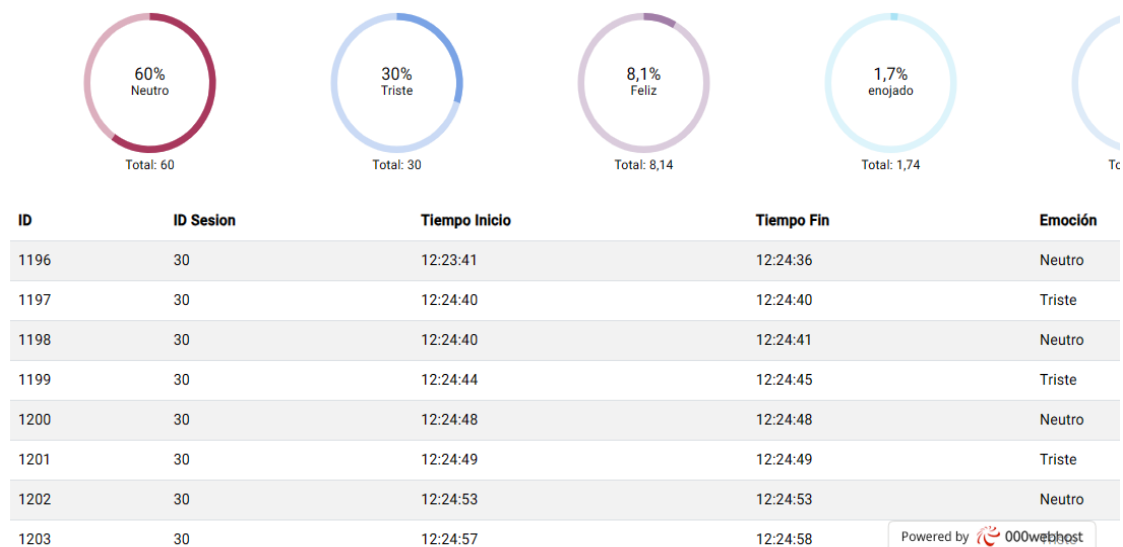 60% 30% 8,1% 1,7%
Neutro Triste Feliz enojado
Total: 60 Total: 30 Total: 8,14 Total: 1,74
ID ID Sesion Tiempo Inicio Tiempo Fin Emoción
1196 30 12:23:41 12:24:36 Neutro
1197 30 12:24:40 12:24:40 Triste
1198 30 12:24:40 12:24:41 Neutro
1199 30 12:24:44 12:24:45 Triste
1200 30 12:24:48 12:24:48 Neutro
1201 30 12:24:49 12:24:49 Triste
1202 30 12:24:53 12:24:53 Neutro
1203 30 12:24:57 12:24:58
Powered by 000webhost